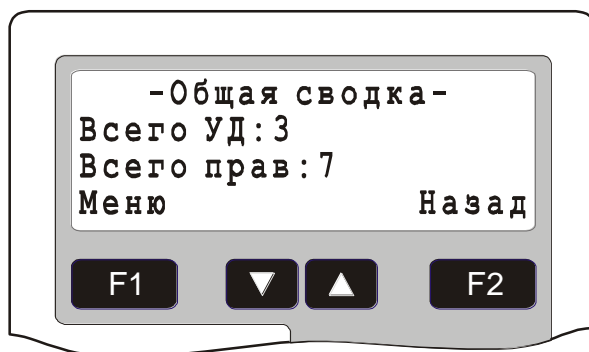 -Общая сводка-
Всего УД:3
Всего прав:7
Меню Назад
F1 F2